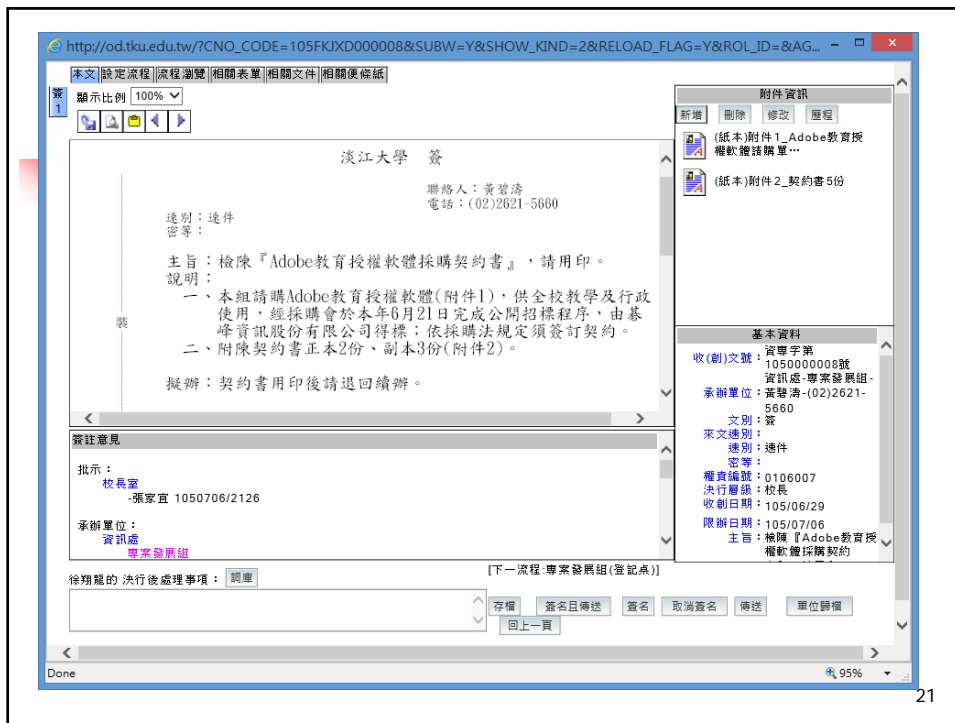 http://od.tku.edu.tw/?CNO_CODE=105FKJXD000008&SUBW=Y&SHOW_KIND=2&RELOAD_FLAG=Y&ROL_ID=&AG...
本文 設定流程 流程瀏覽 相關表單 相關文件 相關便條紙
簽
1
顯示比例 100%
淡江大學 簽
聯絡人：黃碧濤
電話：(02)2621-5660
速別：速件
密等：
主旨：檢陳『Adobe教育授權軟體採購契約書』，請用印。
說明：
一、本組請購Adobe教育授權軟體(附件1)，供全校教學及行政
使用，經採購會於本年6月21日完成公開招標程序，由綦
峰資訊股份有限公司得標；依採購法規定須簽訂契約。
二、附陳契約書正本2份、副本3份(附件2)。
裝
擬辦：契約書用印後請退回續辦。
附件資訊
新增 刪除 修改 歷程
(紙本)附件1_Adobe教育授
權軟體請購單…
(紙本)附件2_契約書5份
基本資料
收(創)文號：資專字第
1050000008號
資訊處-專案發展組-
承辦單位：黃碧濤-(02)2621-
5660
文別：簽
來文速別：
速別：速件
密等：
權責編號：0106007
決行層級：校長
收創日期：105/06/29
限辦日期：105/07/06
主旨：檢陳『Adobe教育授
權軟體採購契約
簽註意見
批示：
校長室
-張家宜 1050706/2126
承辦單位：
資訊處
專案發展組
[下一流程:專案發展組(登記桌)]
徐翔龍的 決行後處理事項： 詞庫
存檔 簽名且傳送 簽名 取消簽名 傳送 單位歸檔
回上一頁
Done
95%
21